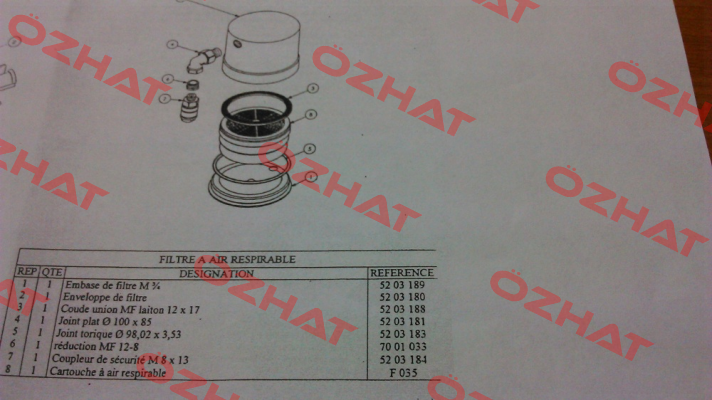 FILTRE A AIR RESPIRABLE
REP QTE DESIGNATION REFERENCE
1 1 Embase de filtre M ¾ 52 03 189
2 1 Enveloppe de filtre 52 03 180
3 1 Coude union MF laiton 12 x 17 52 03 188
4 1 Joint plat Ø 100 x 85 52 03 181
5 1 Joint torique Ø 98,02 x 3,53 52 03 183
6 1 réduction MF 12-8 70 01 033
7 1 Coupleur de sécurité M 8 x 13 52 03 184
8 1 Cartouche à air respirable F 035
ÖZHAT
ÖZHAT
ÖZHAT
ÖZHAT
ÖZHAT
ÖZHAT
ÖZHAT
ÖZHAT
ÖZHAT